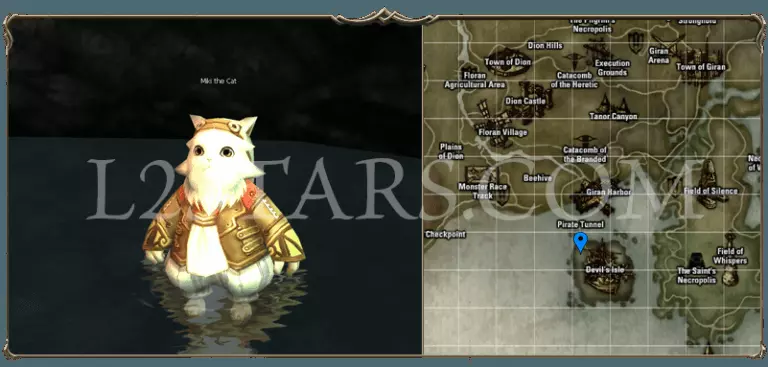 Miki the Cat
L2STARS.COM
The Pilgrim's
Necropolis
Stronghold
Dion Hills
Giran
Arena
Town of Dion
Execution
Grounds
Town of Giran
Floran
Agricultural Area
Catacomb
of the Heretic
Dion Castle
Tanor Canyon
Floran Village
Plains
of Dion
Catacomb of
the Branded
Monster Race
Track
Beehive
Giran Harbor
Field of Silence
Checkpoint
Pirate Tunnel
Devil's Isle
Field of
Whispers
The Saint's
Necropolis